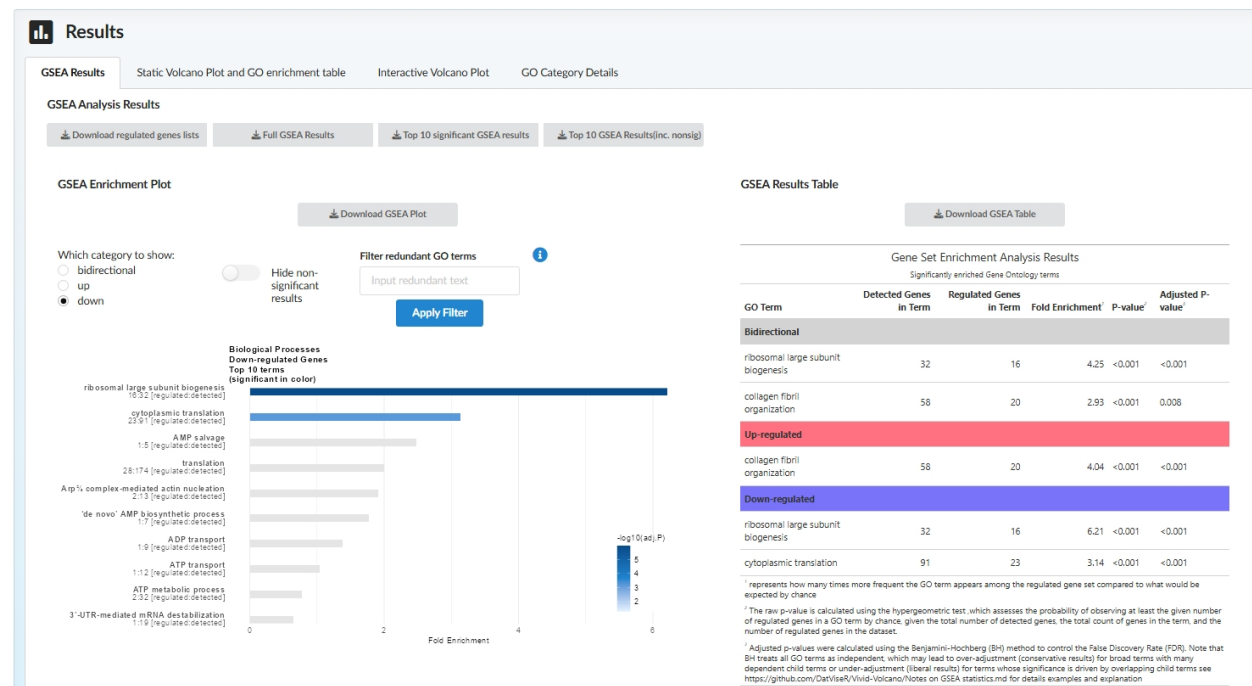 Results
GSEA Results
Static Volcano Plot and GO enrichment table
Interactive Volcano Plot
GO Category Details
GSEA Analysis Results
Download regulated genes lists
Full GSEA Results
Top 10 significant GSEA results
Top 10 GSEA Results(inc. nonsig)
GSEA Enrichment Plot
Download GSEA Plot
Which category to show:
bidirectional
up
down
Hide non-
significant
results
Filter redundant GO terms
Input redundant text
Apply Filter
Biological Processes
Down-regulated Genes
Top 10 terms
(significant in color)
ribosomal large subunit biogenesis
16:32 [regulated:detected]
cytoplasmic translation
23:91 [regulated:detected]
AMP salvage
1:5 [regulated:detected]
translation
28:174 [regulated:detected]
Arp⅔ complex-mediated actin nucleation
2:13 [regulated:detected]
'de novo' AMP biosynthetic process
1:7 [regulated:detected]
ADP transport
1:9 [regulated:detected]
ATP transport
1:12 [regulated:detected]
ATP metabolic process
2:32 [regulated:detected]
3'-UTR-mediated mRNA destabilization
1:19 [regulated:detected]
0 2 4 6
Fold Enrichment
-log10(adj.P)
5
4
3
2
GSEA Results Table
Download GSEA Table
Gene Set Enrichment Analysis Results
Significantly enriched Gene Ontology terms
Detected Genes Regulated Genes Adjusted P-
GO Term in Term in Term Fold Enrichment¹ P-value² value³
Bidirectional
ribosomal large subunit
biogenesis 32 16 4.25 <0.001 <0.001
collagen fibril
organization 58 20 2.93 <0.001 0.008
Up-regulated
collagen fibril
organization 58 20 4.04 <0.001 <0.001
Down-regulated
ribosomal large subunit
biogenesis 32 16 6.21 <0.001 <0.001
cytoplasmic translation 91 23 3.14 <0.001 <0.001
¹ represents how many times more frequent the GO term appears among the regulated gene set compared to what would be
expected by chance
² The raw p-value is calculated using the hypergeometric test ,which assesses the probability of observing at least the given number
of regulated genes in a GO term by chance, given the total number of detected genes, the total count of genes in the term, and the
number of regulated genes in the dataset.
³ Adjusted p-values were calculated using the Benjamini-Hochberg (BH) method to control the False Discovery Rate (FDR). Note that
BH treats all GO terms as independent, which may lead to over-adjustment (conservative results) for broad terms with many
dependent child terms or under-adjustment (liberal results) for terms whose significance is driven by overlapping child terms see
https://github.com/DatViseR/Vivid-Volcano/Notes on GSEA statistics.md for details examples and explanation